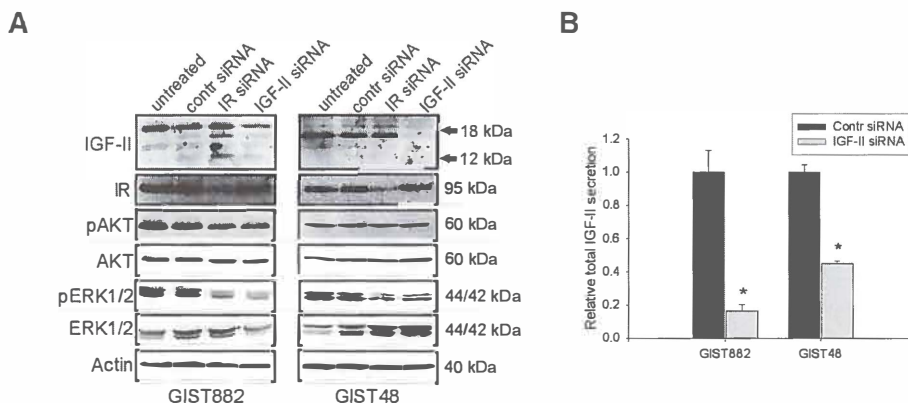 A
untreated
contr siRNA
IR siRNA
IGF-II siRNA
untreated
contr siRNA
IR siRNA
IGF-II siRNA
IGF-II
18 kDa
12 kDa
IR
95 kDa
pAKT
60 kDa
AKT
60 kDa
pERK1/2
44/42 kDa
ERK1/2
44/42 kDa
Actin
40 kDa
GIST882
GIST48
B
Contr siRNA
IGF-II siRNA
Relative total IGF-II secretion
1.2
1.0
0.8
0.6
0.4
0.2
0.0
*
*
GIST882
GIST48